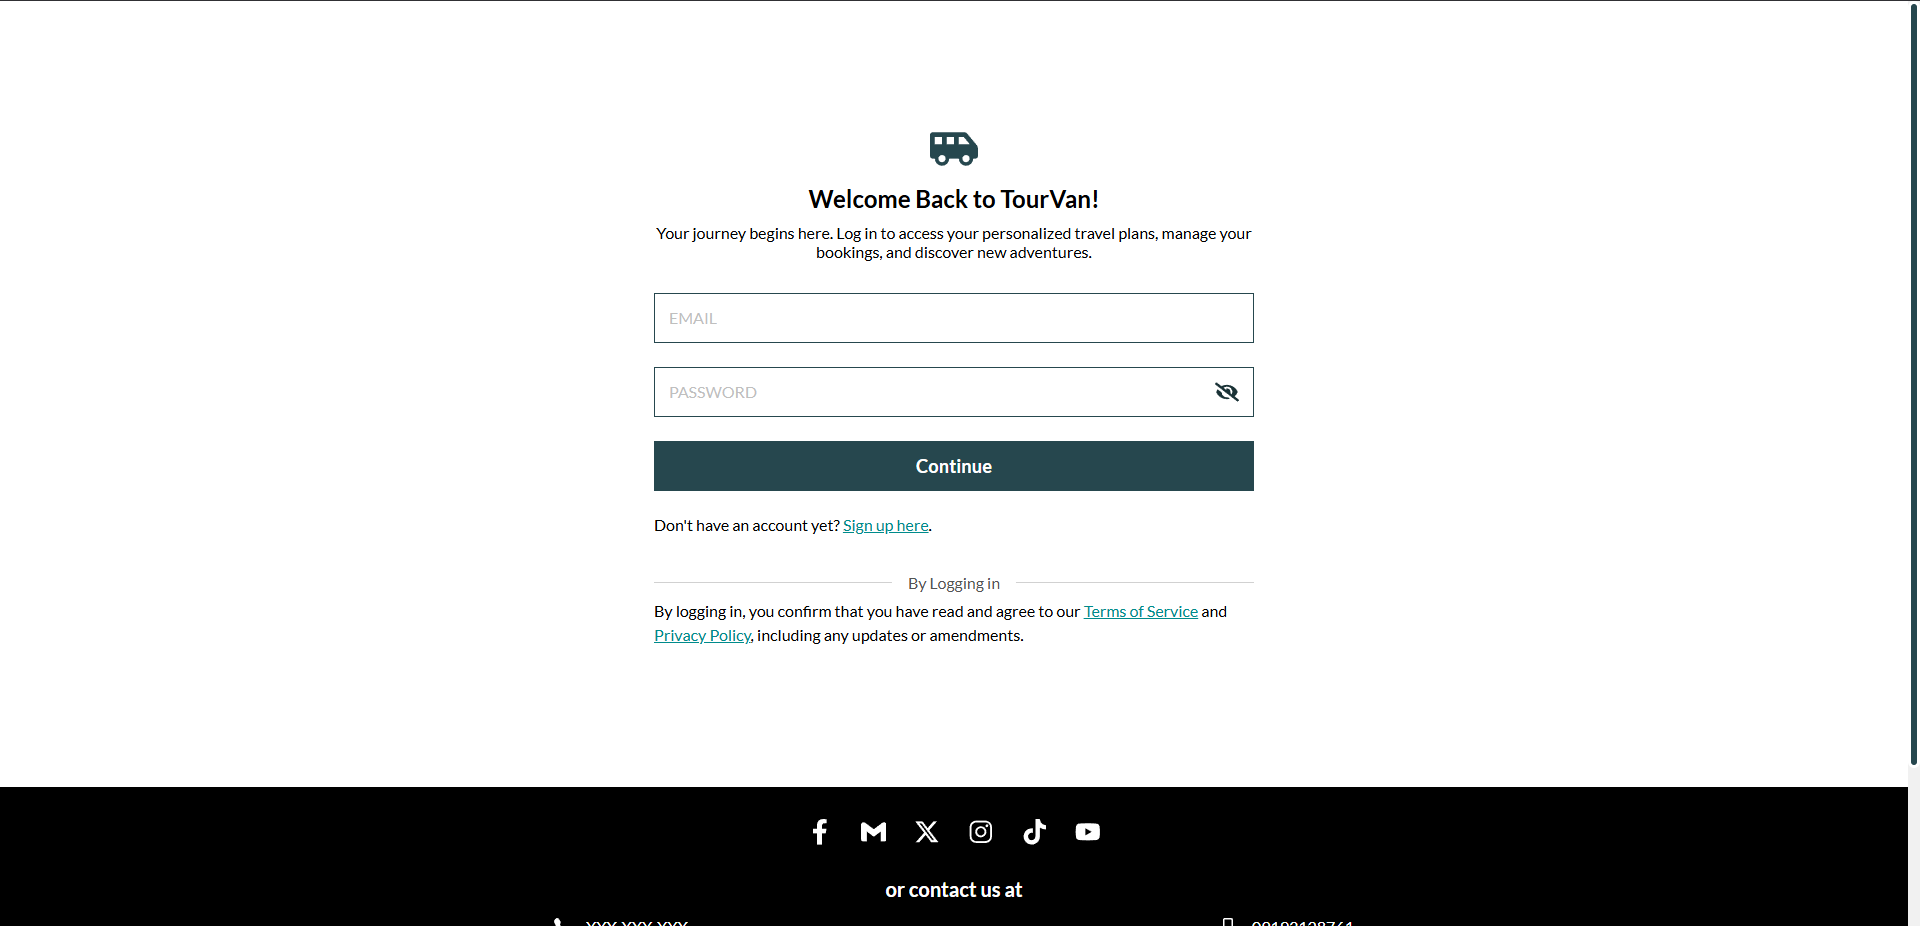 Welcome Back to TourVan!
Your journey begins here. Log in to access your personalized travel plans, manage your
bookings, and discover new adventures.
EMAIL
PASSWORD
Continue
Don't have an account yet? Sign up here.
By Logging in
By logging in, you confirm that you have read and agree to our Terms of Service and
Privacy Policy, including any updates or amendments.
or contact us at